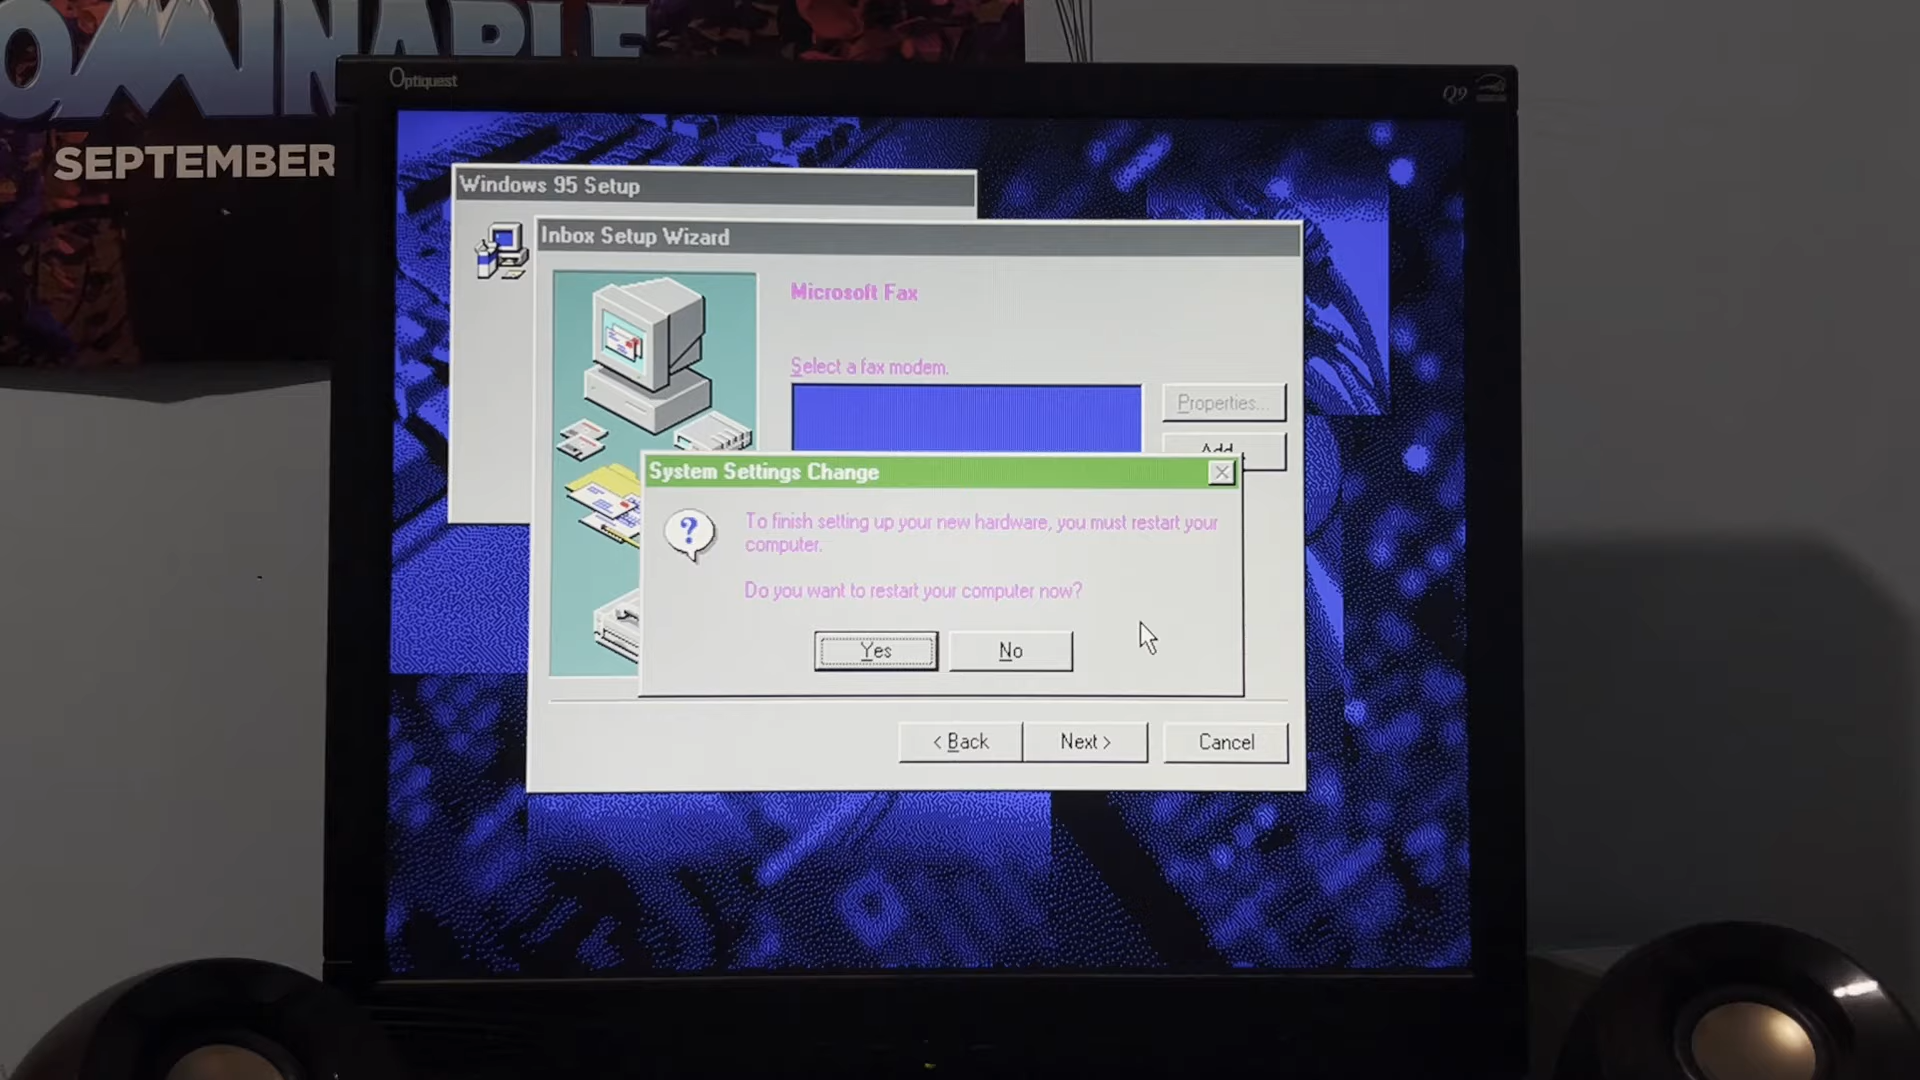 OMINABLE
SEPTEMBER
Optiquest
Q9
Windows 95 Setup
Inbox Setup Wizard
Microsoft Fax
Select a fax modem.
Properties...
Add...
System Settings Change
To finish setting up your new hardware, you must restart your
computer.
Do you want to restart your computer now?
Yes
No
< Back
Next >
Cancel